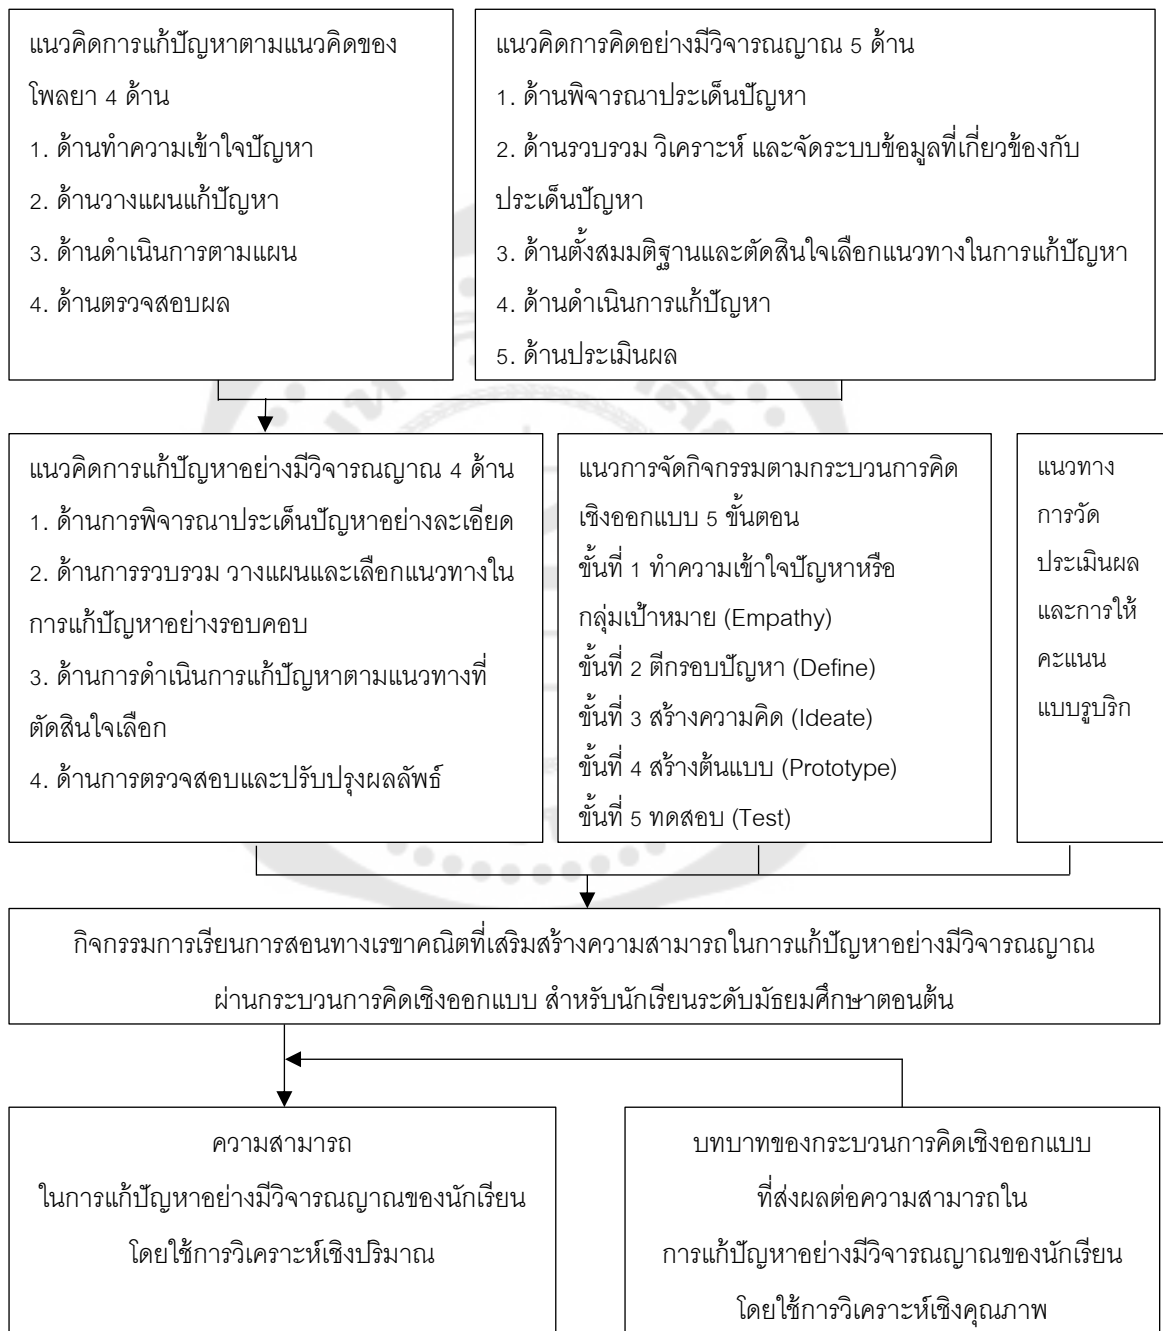 แนวคิดการแก้ปัญหาตามแนวคิดของ
โพลยา 4 ด้าน
1. ด้านทำความเข้าใจปัญหา
2. ด้านวางแผนแก้ปัญหา
3. ด้านดำเนินการตามแผน
4. ด้านตรวจสอบผล
แนวคิดการคิดอย่างมีวิจารณญาณ 5 ด้าน
1. ด้านพิจารณาประเด็นปัญหา
2. ด้านรวบรวม วิเคราะห์ และจัดระบบข้อมูลที่เกี่ยวข้องกับ
ประเด็นปัญหา
3. ด้านตั้งสมมติฐานและตัดสินใจเลือกแนวทางในการแก้ปัญหา
4. ด้านดำเนินการแก้ปัญหา
5. ด้านประเมินผล
แนวคิดการแก้ปัญหาอย่างมีวิจารณญาณ 4 ด้าน
1. ด้านการพิจารณาประเด็นปัญหาอย่างละเอียด
2. ด้านการรวบรวม วางแผนและเลือกแนวทางใน
การแก้ปัญหาอย่างรอบคอบ
3. ด้านการดำเนินการแก้ปัญหาตามแนวทางที่
ตัดสินใจเลือก
4. ด้านการตรวจสอบและปรับปรุงผลลัพธ์
แนวการจัดกิจกรรมตามกระบวนการคิด
เชิงออกแบบ 5 ขั้นตอน
ขั้นที่ 1 ทำความเข้าใจปัญหาหรือ
กลุ่มเป้าหมาย (Empathy)
ขั้นที่ 2 ตีกรอบปัญหา (Define)
ขั้นที่ 3 สร้างความคิด (Ideate)
ขั้นที่ 4 สร้างต้นแบบ (Prototype)
ขั้นที่ 5 ทดสอบ (Test)
แนวทาง
การวัด
ประเมินผล
และการให้
คะแนน
แบบรูบริก
กิจกรรมการเรียนการสอนทางเรขาคณิตที่เสริมสร้างความสามารถในการแก้ปัญหาอย่างมีวิจารณญาณ
ผ่านกระบวนการคิดเชิงออกแบบ สำหรับนักเรียนระดับมัธยมศึกษาตอนต้น
ความสามารถ
ในการแก้ปัญหาอย่างมีวิจารณญาณของนักเรียน
โดยใช้การวิเคราะห์เชิงปริมาณ
บทบาทของกระบวนการคิดเชิงออกแบบ
ที่ส่งผลต่อความสามารถใน
การแก้ปัญหาอย่างมีวิจารณญาณของนักเรียน
โดยใช้การวิเคราะห์เชิงคุณภาพ